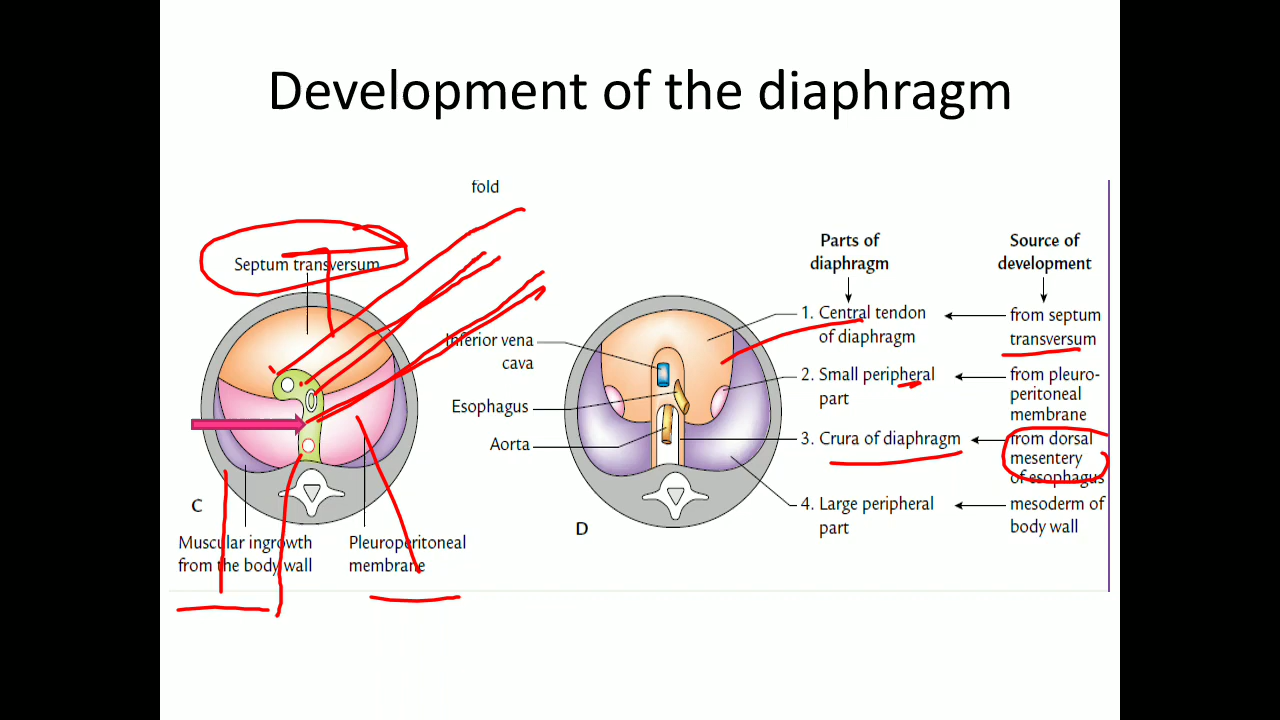 Development of the diaphragm
fold
Septum transversum
C
Muscular ingrowth
from the body wall
Pleuroperitoneal
membrane
Inferior vena
cava
Esophagus
Aorta
D
Parts of
diaphragm
Source of
development
1. Central tendon
of diaphragm
from septum
transversum
2. Small peripheral
part
from pleuro-
peritoneal
membrane
3. Crura of diaphragm
from dorsal
mesentery
of esophagus
4. Large peripheral
part
mesoderm of
body wall